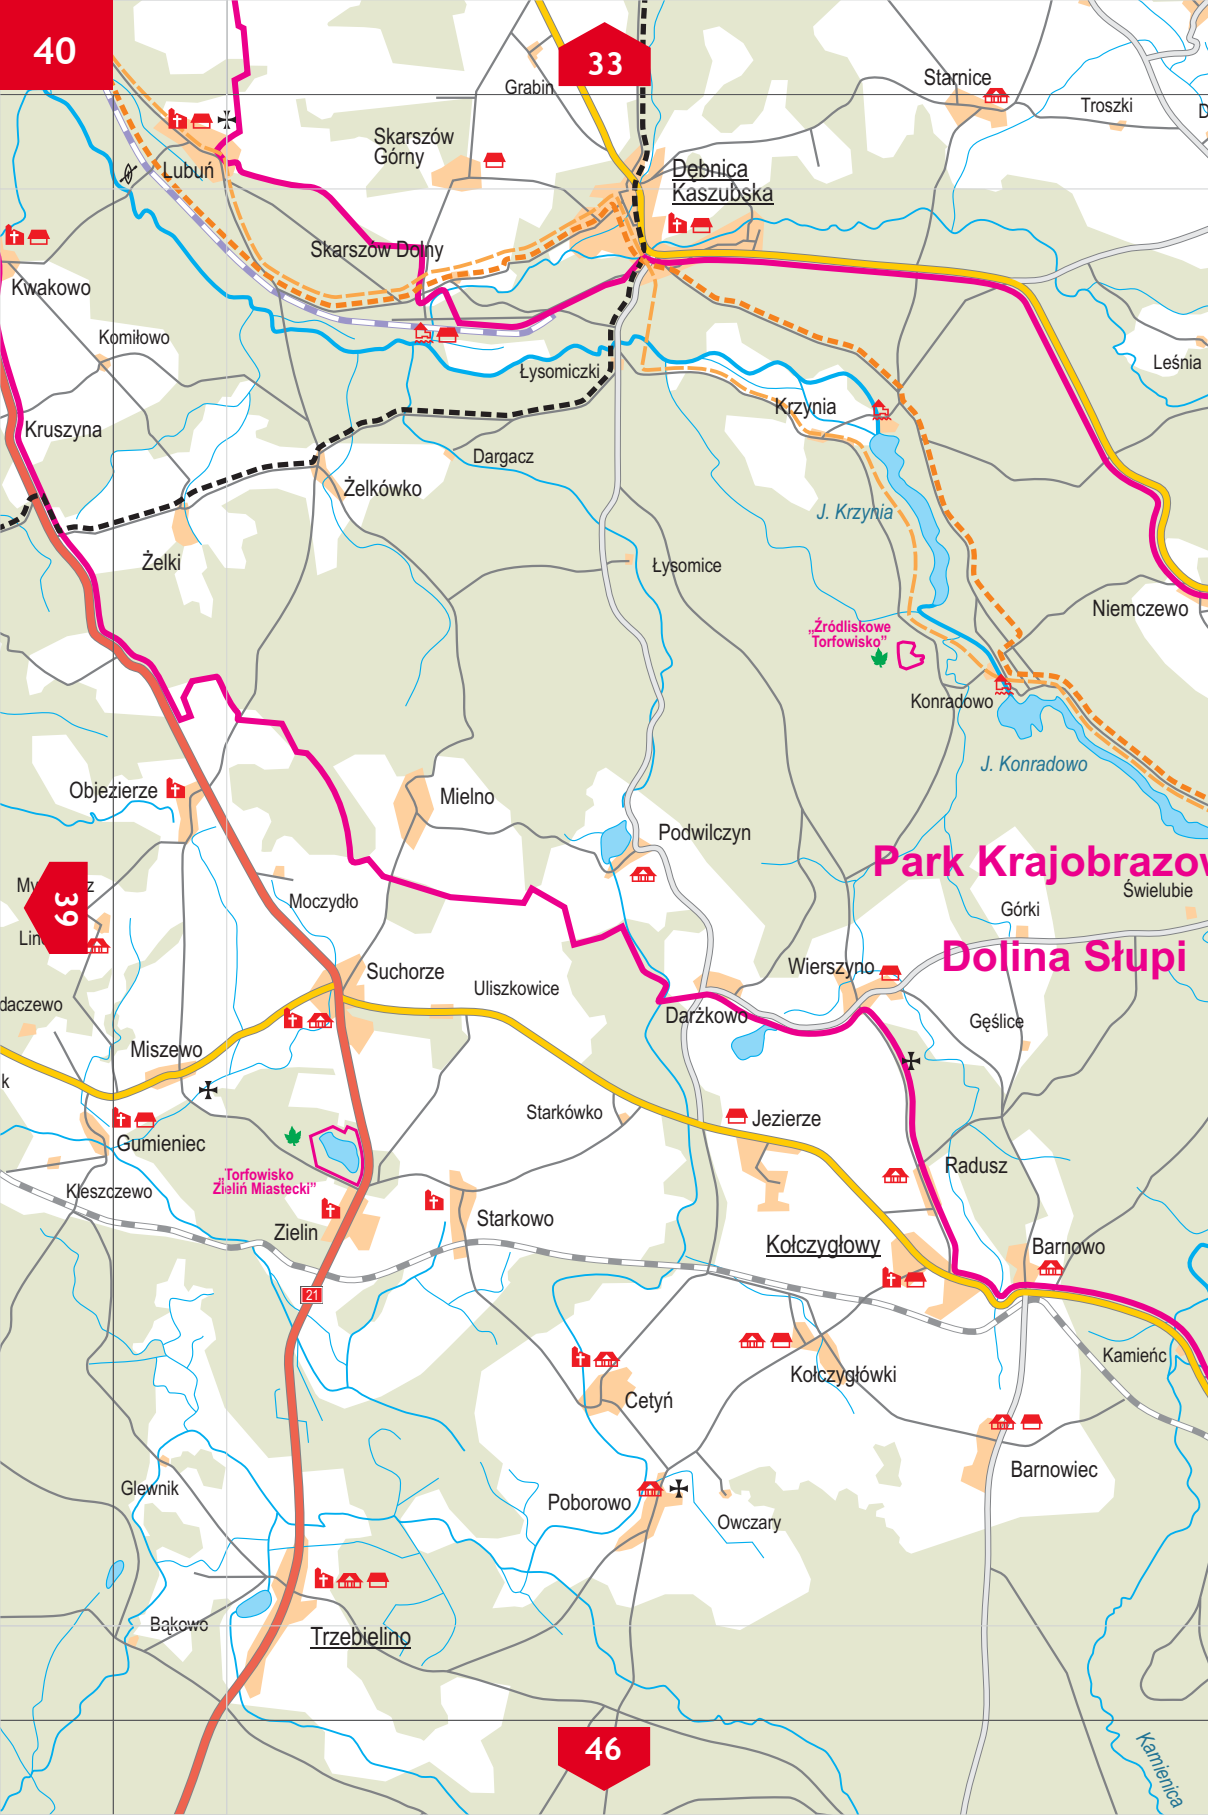 40
33
Grabin
Starnice
Troszki
Skarszów
Górny
Lubuń
Dębnica
Kaszubska
Skarszów Dolny
Kwakowo
Komiłowo
Łysomiczki
Leśnia
Krzynia
Kruszyna
Dargacz
Żelkówko
J. Krzynia
Żelki
Łysomice
Niemczewo
„Źródliskowe
Torfowisko”
Konradowo
J. Konradowo
Objezierze
Mielno
Podwilczyn
Park Krajobrazow
Świelubie
39
Moczydło
Górki
Dolina Słupi
Suchorze
Wierszyno
Uliszkowice
daczewo
Darżkowo
Gęślice
Miszewo
k
Starkówko
Jezierze
Gumieniec
Radusz
„Torfowisko
Zieliń Miastecki”
Kleszczewo
Starkowo
Zielin
Kołczygłowy
Barnowo
21
Kamieńc
Kołczygłówki
Cetyń
Barnowiec
Glewnik
Poborowo
Owczary
Bąkowo
Trzebielino
46
Kamienica